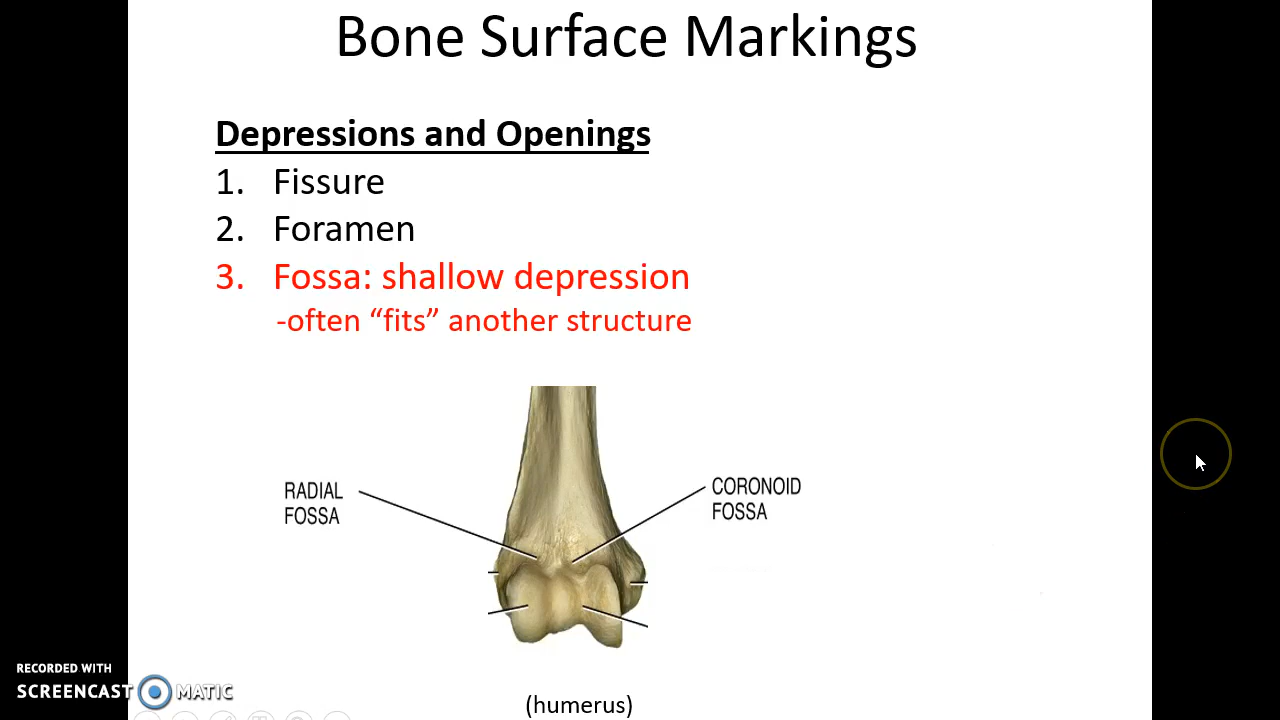 Bone Surface Markings
Depressions and Openings
1. Fissure
2. Foramen
3. Fossa: shallow depression
-often “fits” another structure
RADIAL
FOSSA
CORONOID
FOSSA
(humerus)
RECORDED WITH
SCREENCAST MATIC